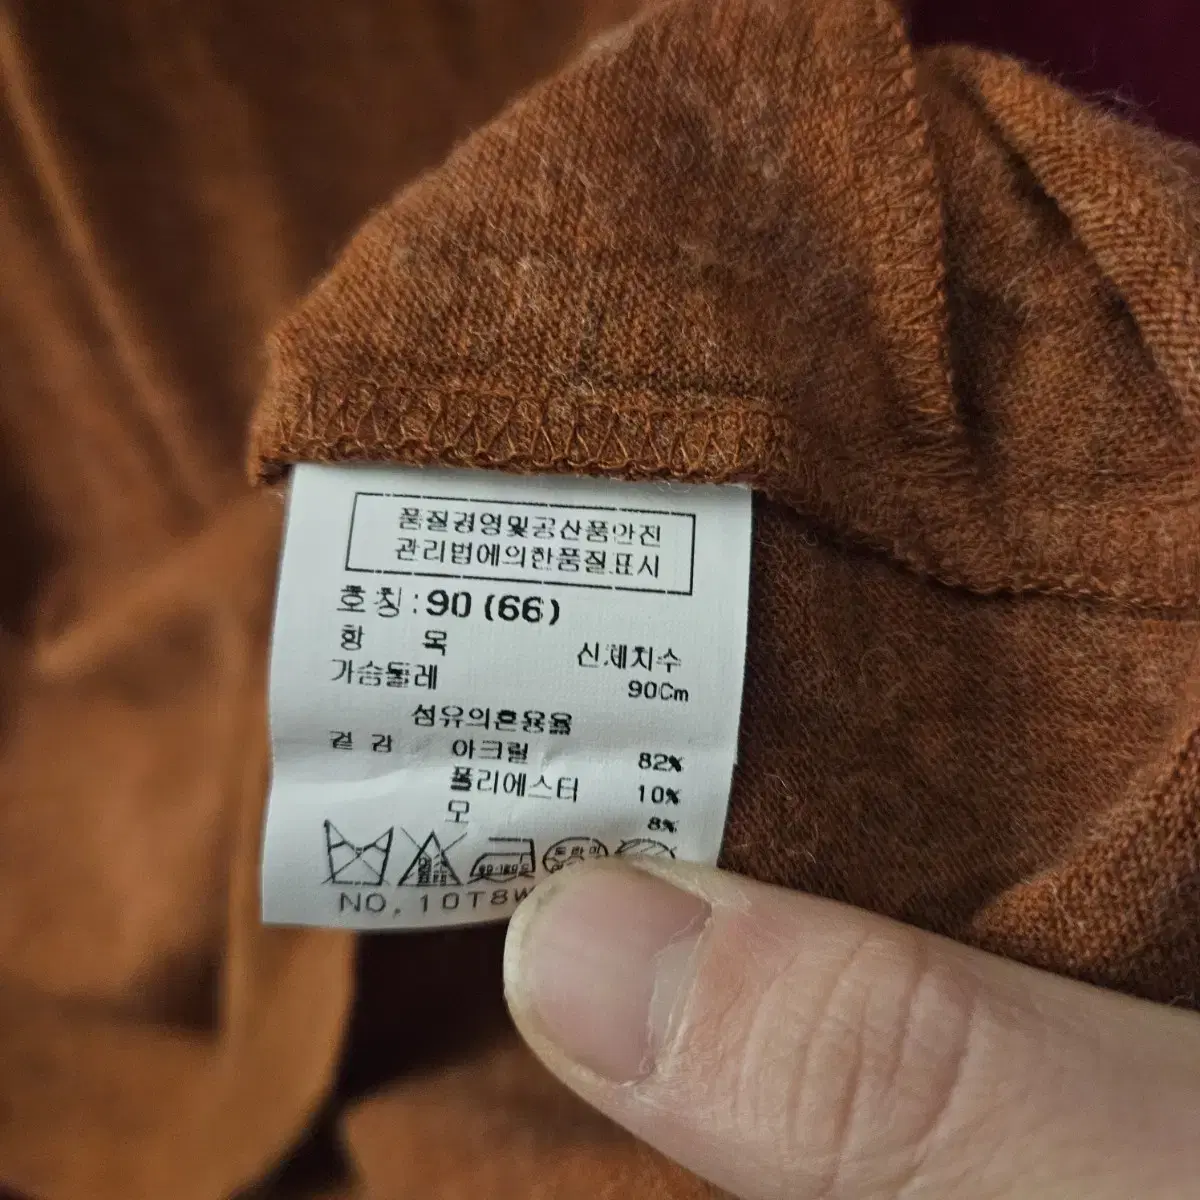 품질경영및공산품안전
관리법에의한품질표시
호칭:90 (66)
항 목 신체치수
가슴둘레 90Cm
섬유의혼용율
겉감 아크릴 82%
폴리에스터 10%
모 8%
NO. 10T8W